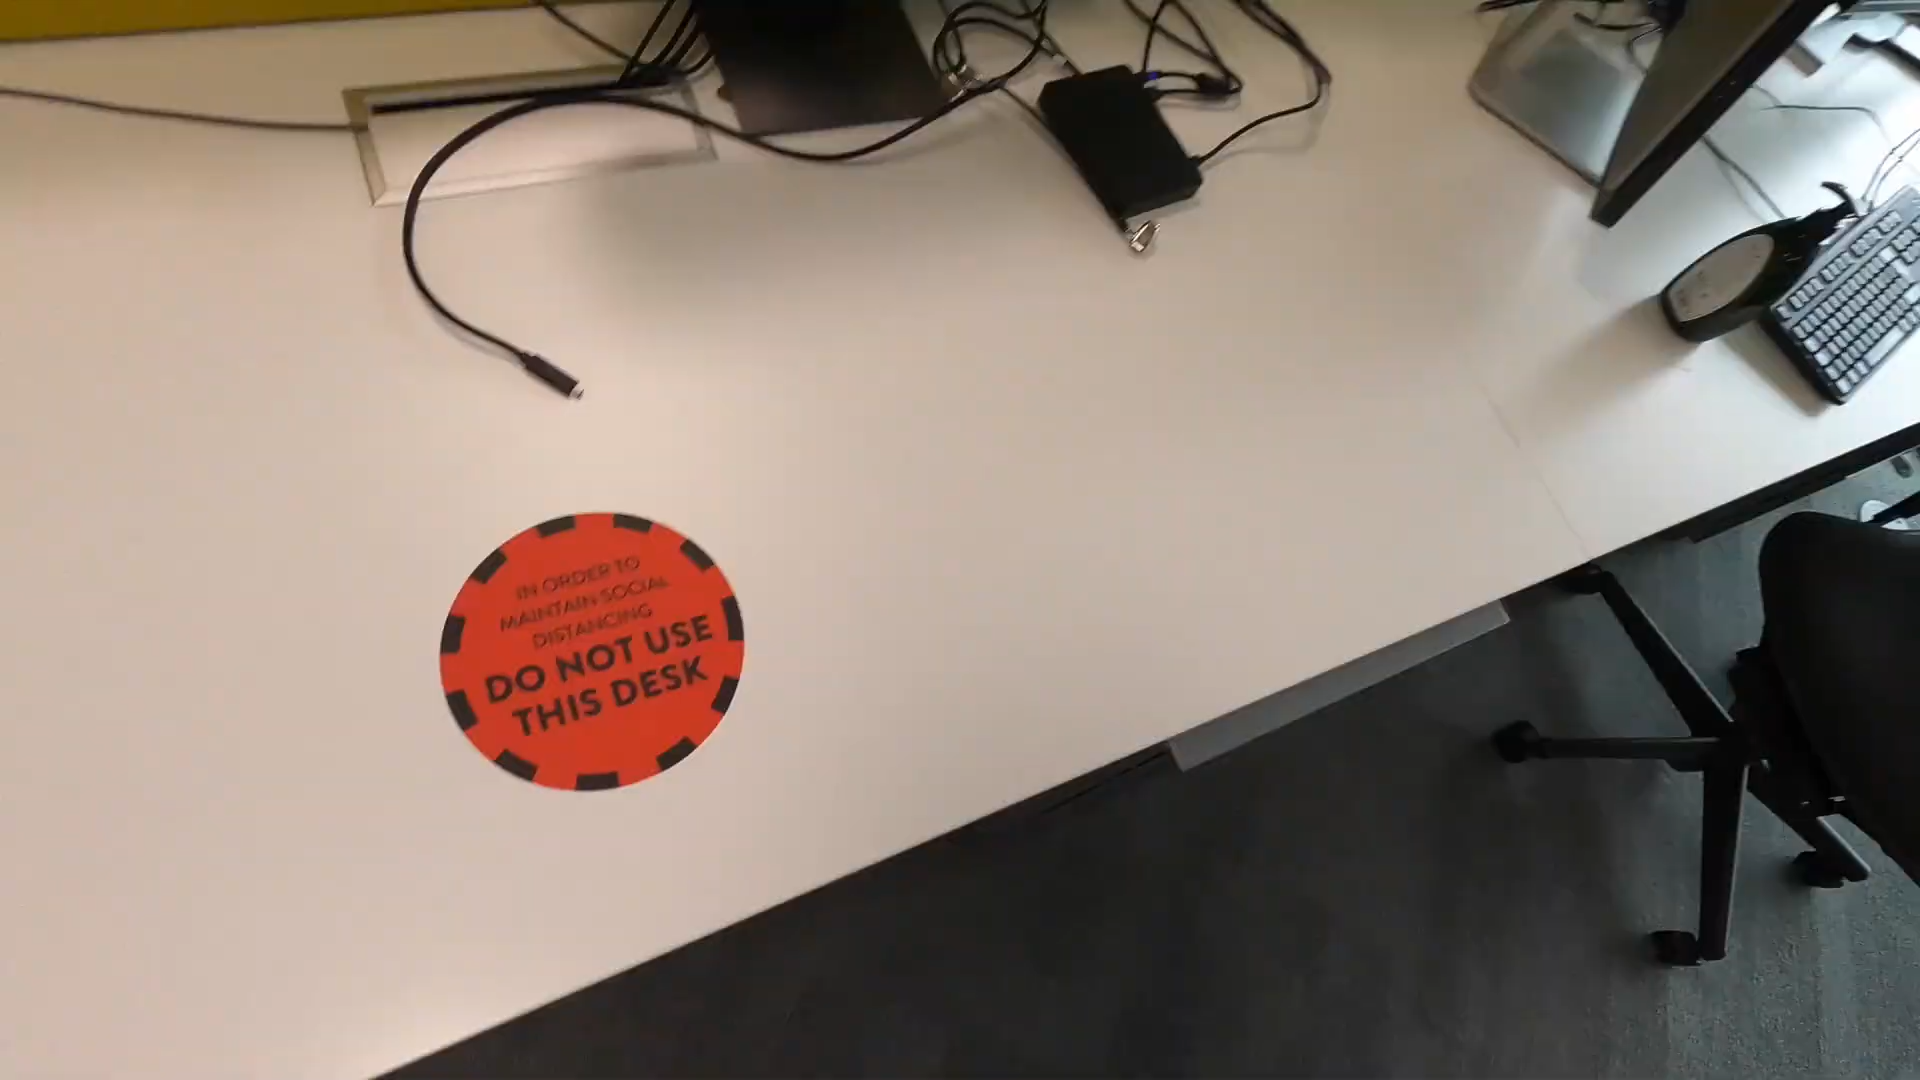 IN ORDER TO
MAINTAIN SOCIAL
DISTANCING
DO NOT USE
THIS DESK